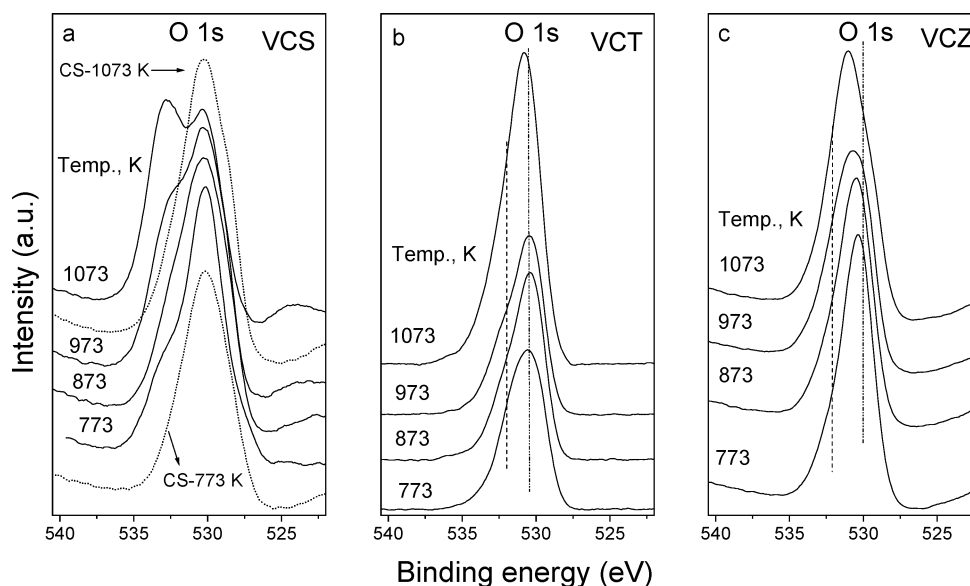 a
O 1s
VCS
CS-1073 K
Temp., K
1073
973
873
773
CS-773 K
540
535
530
525
b
O 1s
VCT
Temp., K
1073
973
873
773
540
535
530
525
c
O 1s
VCZ
Temp., K
1073
973
873
773
540
535
530
525
Intensity (a.u.)
Binding energy (eV)